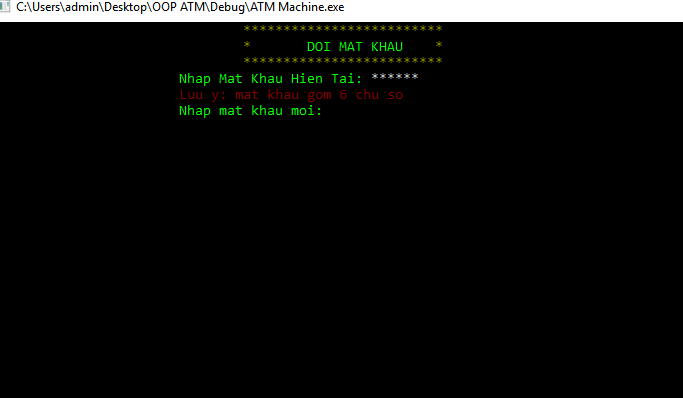 C:\Users\admin\Desktop\OOP ATM\Debug\ATM Machine.exe
*************************
* DOI MAT KHAU *
*************************
Nhap Mat Khau Hien Tai: ******
Luu y: mat khau gom 6 chu so
Nhap mat khau moi: